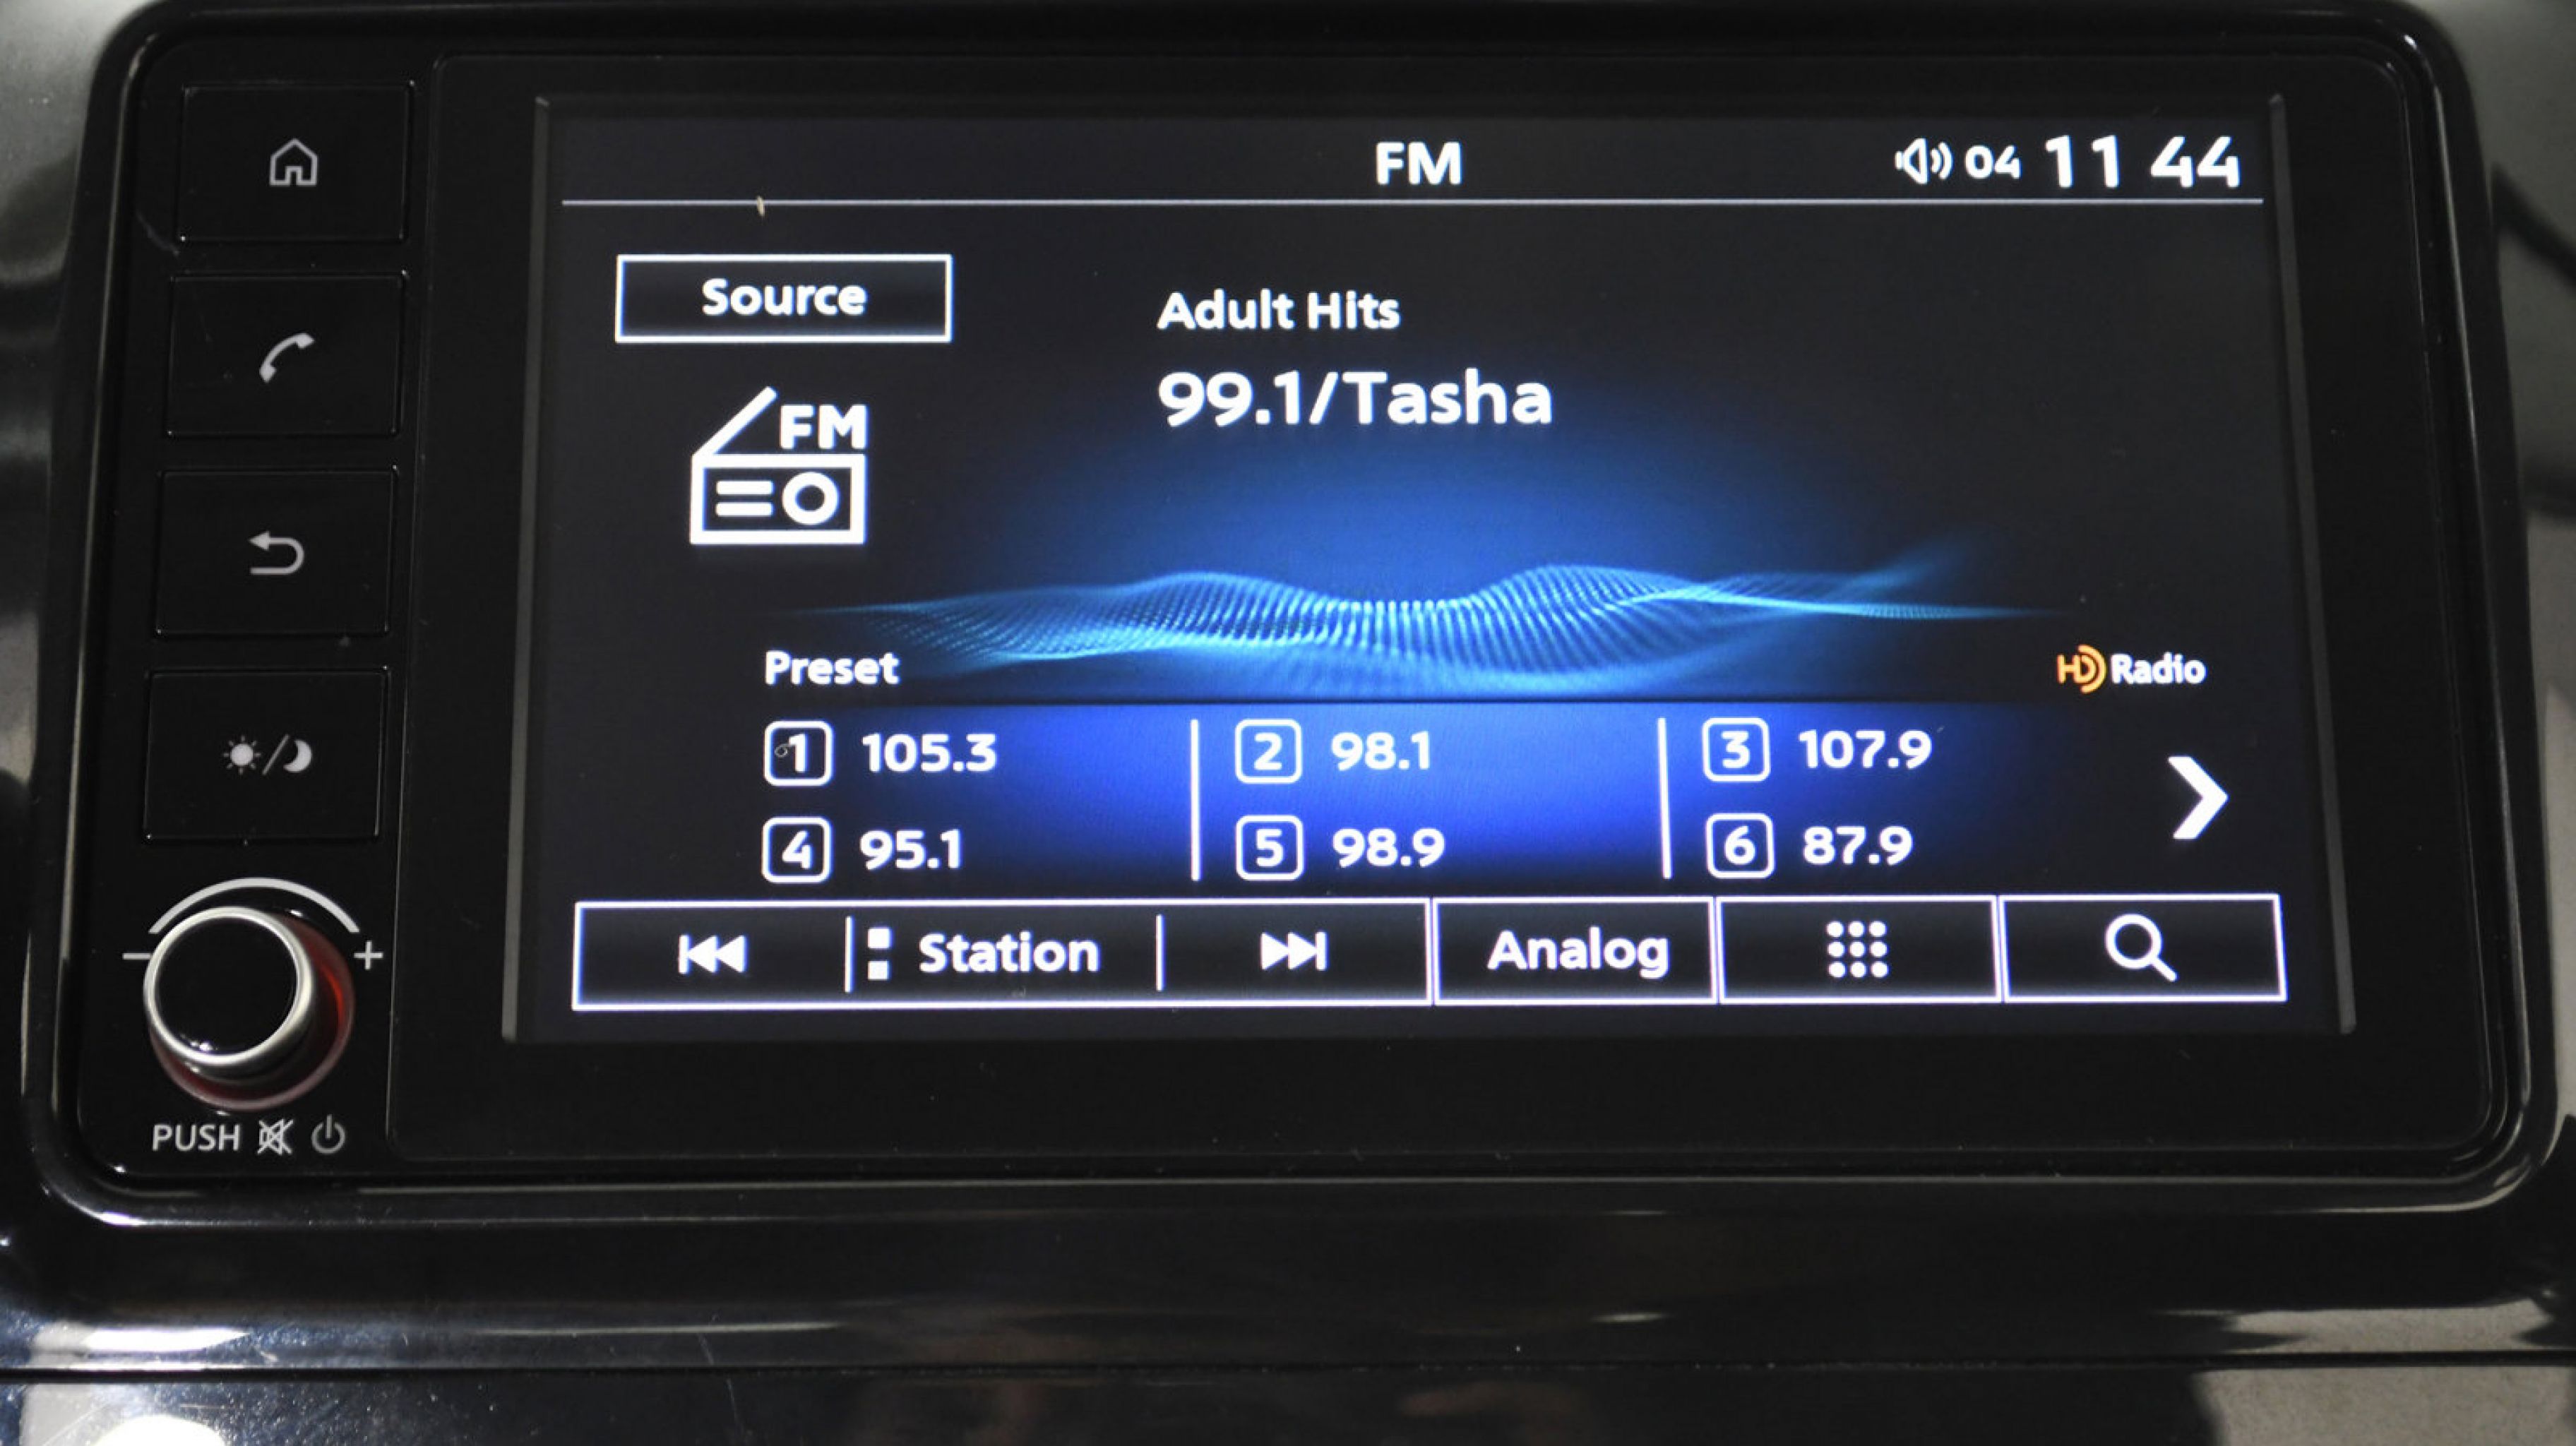 FM 04 11 44
Source
Adult Hits
99.1/Tasha
FM
Preset
HD Radio
1 105.3 2 98.1 3 107.9
4 95.1 5 98.9 6 87.9
Station Analog
- +
PUSH